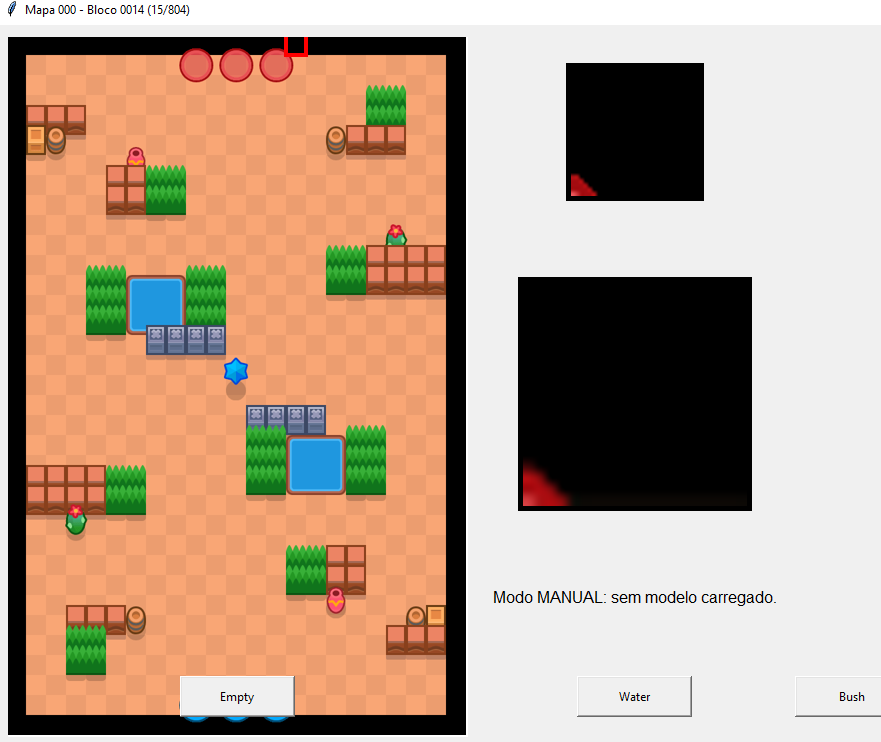 Mapa 000 - Bloco 0014 (15/804)
Modo MANUAL: sem modelo carregado.
Empty
Water
Bush